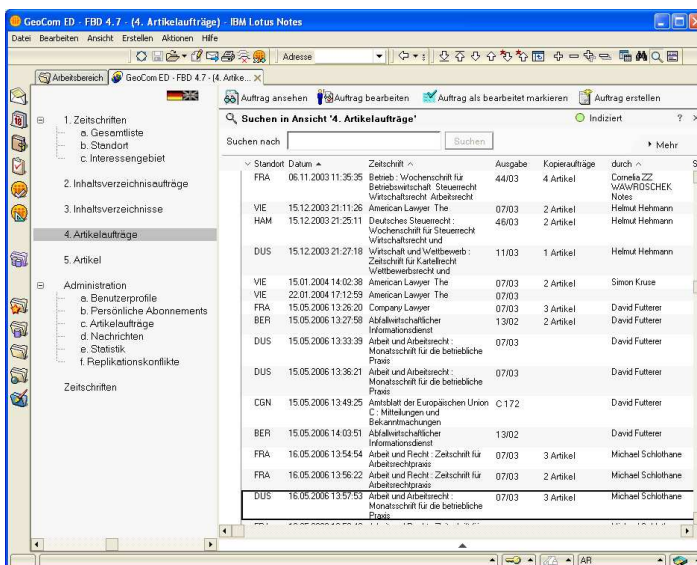 GeoCom ED - FBD 4.7 - (4. Artikelaufträge) - IBM Lotus Notes
Datei Bearbeiten Ansicht Erstellen Aktionen Hilfe
Adresse
Arbeitsbereich GeoCom ED - FBD 4.7 - (4. Artike...
Auftrag ansehen Auftrag bearbeiten Auftrag als bearbeitet markieren Auftrag erstellen
Suchen in Ansicht '4. Artikelaufträge' Indiziert ?
Suchen nach Suchen Mehr
1. Zeitschriften
a. Gesamtliste
b. Standort
c. Interessengebiet
2. Inhaltsverzeichnisaufträge
3. Inhaltsverzeichnisse
4. Artikelaufträge
5. Artikel
Administration
a. Benutzerprofile
b. Persönliche Abonnements
c. Artikelaufträge
d. Nachrichten
e. Statistik
f. Replikationskonflikte
Zeitschriften
Standort Datum Zeitschrift Ausgabe Kopieraufträge durch S
FRA 06.11.2003 11:35:35 Betrieb : Wochenschrift für 44/03 4 Artikel Cornelia ZZ
Betriebswirtschaft Steuerrecht WAWROSCHEK
Wirtschaftsrecht Arbeitsrecht Notes
VIE 15.12.2003 21:11:26 American Lawyer The 07/03 2 Artikel Helmut Hehmann
HAM 15.12.2003 21:25:11 Deutsches Steuerrecht : 46/03 2 Artikel Helmut Hehmann
Wochenschrift für Steuerrecht
Wirtschaftsrecht und
DUS 15.12.2003 21:27:18 Wirtschaft und Wettbewerb : 11/03 1 Artikel Helmut Hehmann
Zeitschrift für Kartellrecht
Wettbewerbsrecht und
VIE 15.01.2004 14:02:38 American Lawyer The 07/03 2 Artikel Simon Kruse
VIE 22.01.2004 17:12:59 American Lawyer The 07/03
FRA 15.05.2006 13:26:20 Company Lawyer 07/03 3 Artikel David Futterer
BER 15.05.2006 13:27:58 Abfallwirtschaftlicher 13/02 2 Artikel David Futterer
Informationsdienst
DUS 15.05.2006 13:33:39 Arbeit und Arbeitsrecht : 07/03 David Futterer
Monatsschrift für die betriebliche
Praxis
DUS 15.05.2006 13:36:21 Arbeit und Arbeitsrecht : 07/03 David Futterer
Monatsschrift für die betriebliche
Praxis
CGN 15.05.2006 13:49:25 Amtsblatt der Europäischen Union C 172 David Futterer
C : Mitteilungen und
Bekanntmachungen
BER 15.05.2006 14:03:51 Abfallwirtschaftlicher 13/02 David Futterer
Informationsdienst
FRA 16.05.2006 13:54:54 Arbeit und Recht : Zeitschrift für 07/03 3 Artikel Michael Schlothane
Arbeitsrechtpraxis
FRA 16.05.2006 13:56:22 Arbeit und Recht : Zeitschrift für 07/03 2 Artikel Michael Schlothane
Arbeitsrechtpraxis
DUS 16.05.2006 13:57:53 Arbeit und Arbeitsrecht : 07/03 3 Artikel Michael Schlothane
Monatsschrift für die betriebliche
Praxis
AR